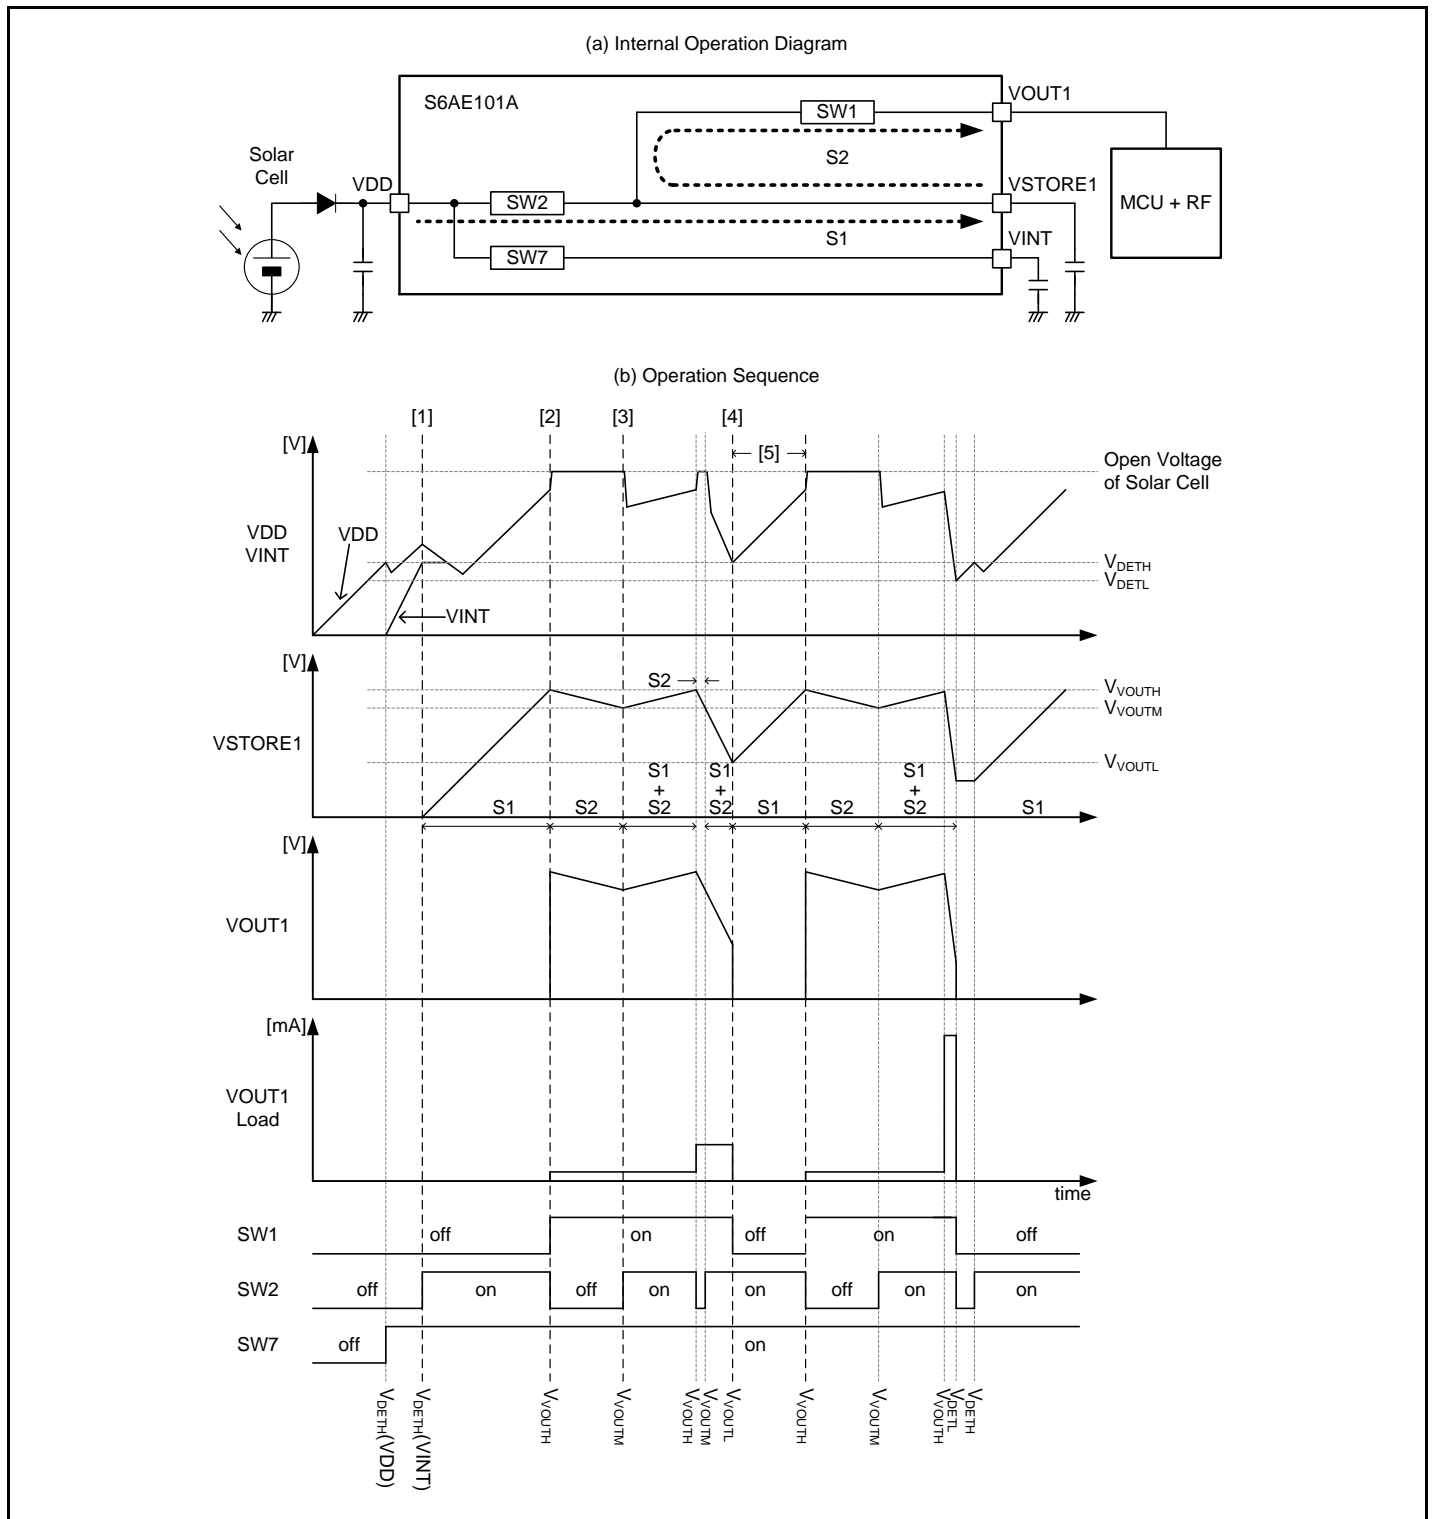 (a) Internal Operation Diagram
S6AE101A
VOUT1
SW1
S2
Solar
Cell
VDD
SW2
VSTORE1
MCU + RF
S1
VINT
SW7
(b) Operation Sequence
[1]
[2]
[3]
[4]
[V]
[5]
Open Voltage
of Solar Cell
VDD
VINT
VDD
VDETH
VDETL
VINT
[V]
S2
VVOUTH
VVOUTM
VSTORE1
VVOUTL
S1
+
S2
S1
+
S2
S1
+
S2
S1
S2
S1
S2
S1
[V]
VOUT1
[mA]
VOUT1
Load
time
SW1
off
on
off
on
off
SW2
off
on
off
on
on
off
on
on
SW7
off
on
VDETH(VDD)
VDETH(VINT)
VVOUTH
VVOUTM
VVOUTH
VVOUTM
VVOUTL
VVOUTH
VVOUTM
VVOUTH
VDETL
VDETH